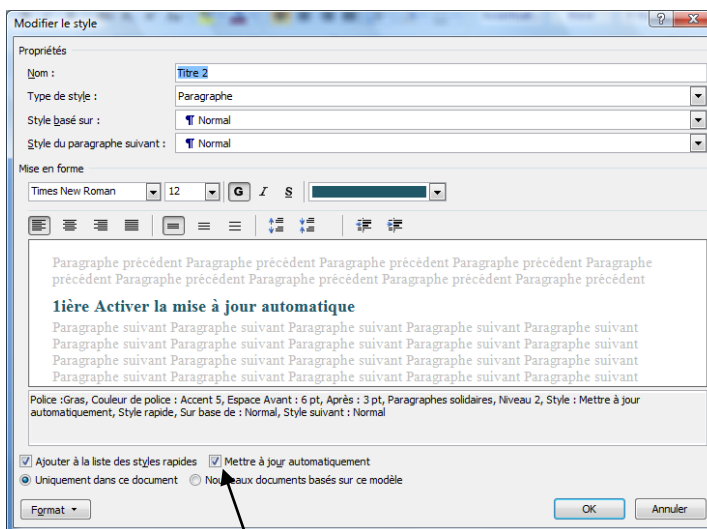 Modifier le style
Propriétés
Nom :
Titre 2
Type de style :
Paragraphe
Style basé sur :
¶ Normal
Style du paragraphe suivant :
¶ Normal
Mise en forme
Times New Roman 12 G I S
Paragraphe précédent Paragraphe précédent Paragraphe précédent Paragraphe précédent Paragraphe
précédent Paragraphe précédent Paragraphe précédent Paragraphe précédent Paragraphe précédent
1ière Activer la mise à jour automatique
Paragraphe suivant Paragraphe suivant Paragraphe suivant Paragraphe suivant Paragraphe suivant
Paragraphe suivant Paragraphe suivant Paragraphe suivant Paragraphe suivant Paragraphe suivant
Paragraphe suivant Paragraphe suivant Paragraphe suivant Paragraphe suivant Paragraphe suivant
Paragraphe suivant Paragraphe suivant Paragraphe suivant Paragraphe suivant Paragraphe suivant
Police :Gras, Couleur de police : Accent 5, Espace Avant : 6 pt, Après : 3 pt, Paragraphes solidaires, Niveau 2, Style : Mettre à jour
automatiquement, Style rapide, Sur base de : Normal, Style suivant : Normal
Ajouter à la liste des styles rapides Mettre à jour automatiquement
Uniquement dans ce document Nouveaux documents basés sur ce modèle
Format OK Annuler